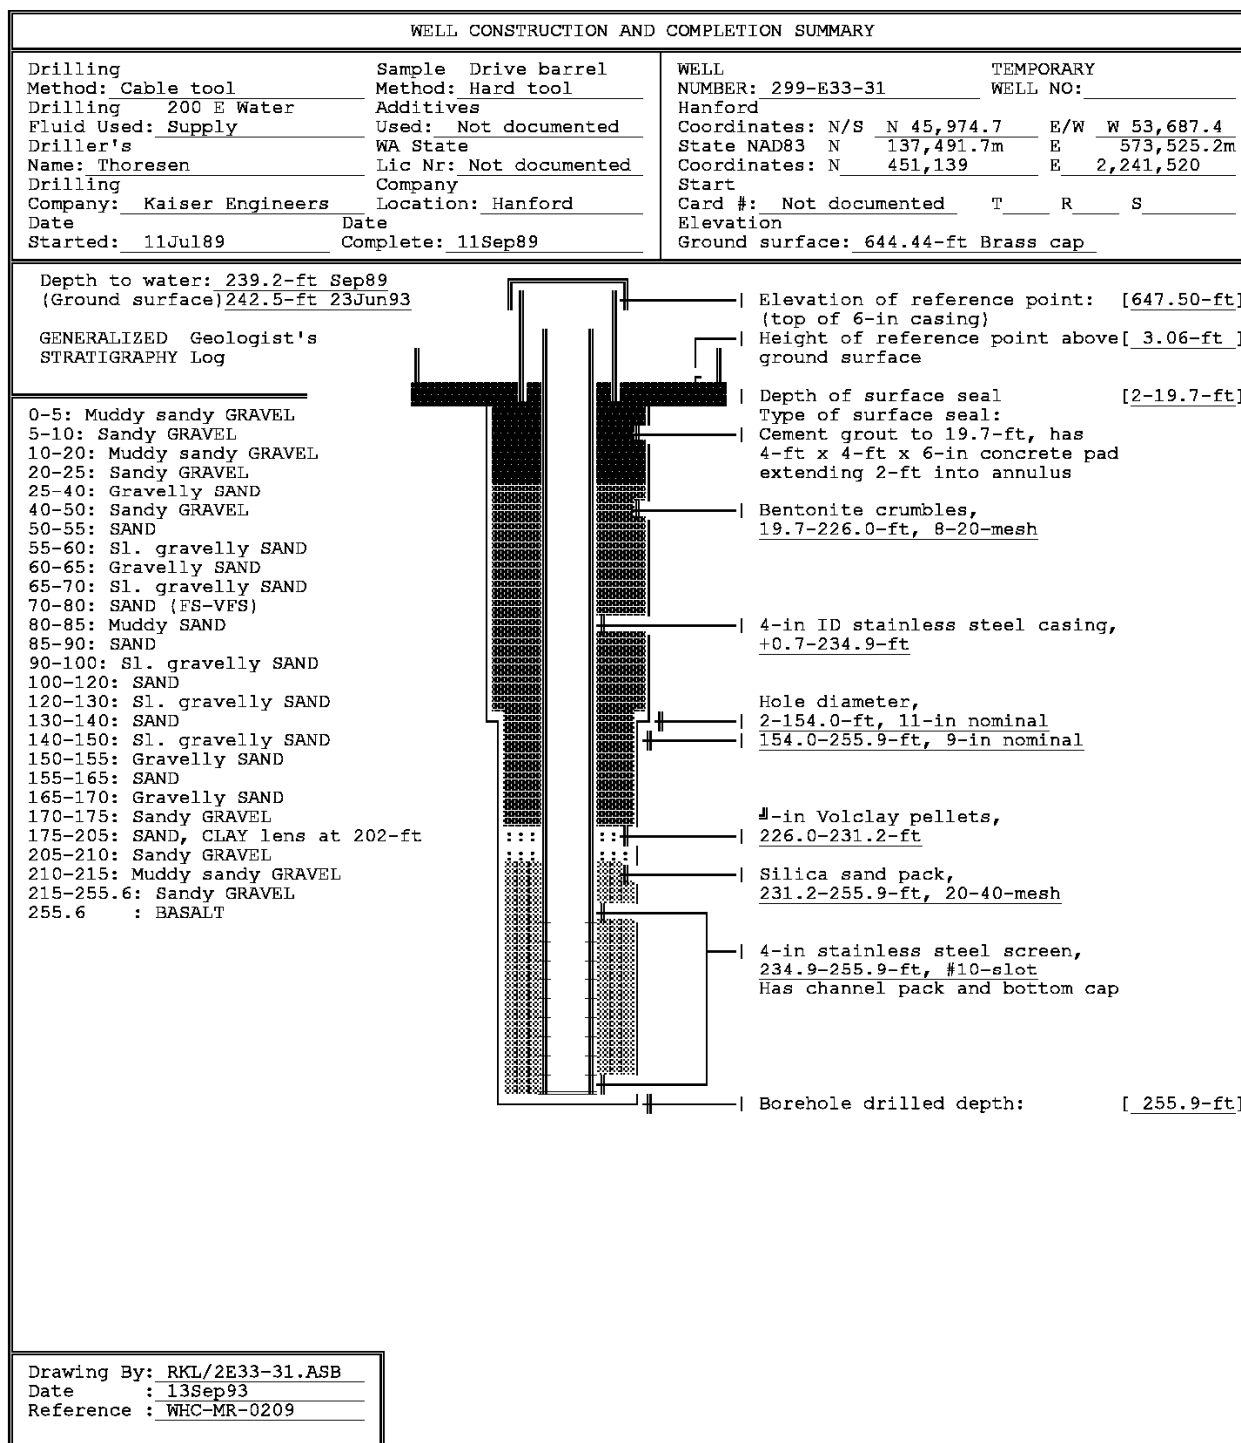 WELL CONSTRUCTION AND COMPLETION SUMMARY
Drilling Sample Drive barrel
Method: Cable tool Method: Hard tool
Drilling 200 E Water Additives
Fluid Used: Supply Used: Not documented
Driller's WA State
Name: Thoresen Lic Nr: Not documented
Drilling Company
Company: Kaiser Engineers Location: Hanford
Date Date
Started: 11Jul89 Complete: 11Sep89
WELL TEMPORARY
NUMBER: 299-E33-31 WELL NO:
Hanford
Coordinates: N/S N 45,974.7 E/W W 53,687.4
State NAD83 N 137,491.7m E 573,525.2m
Coordinates: N 451,139 E 2,241,520
Start
Card #: Not documented T R S
Elevation
Ground surface: 644.44-ft Brass cap
Depth to water: 239.2-ft Sep89
(Ground surface) 242.5-ft 23Jun93
GENERALIZED Geologist's
STRATIGRAPHY Log
0-5: Muddy sandy GRAVEL
5-10: Sandy GRAVEL
10-20: Muddy sandy GRAVEL
20-25: Sandy GRAVEL
25-40: Gravelly SAND
40-50: Sandy GRAVEL
50-55: SAND
55-60: Sl. gravelly SAND
60-65: Gravelly SAND
65-70: Sl. gravelly SAND
70-80: SAND (FS-VFS)
80-85: Muddy SAND
85-90: SAND
90-100: Sl. gravelly SAND
100-120: SAND
120-130: Sl. gravelly SAND
130-140: SAND
140-150: Sl. gravelly SAND
150-155: Gravelly SAND
155-165: SAND
165-170: Gravelly SAND
170-175: Sandy GRAVEL
175-205: SAND, CLAY lens at 202-ft
205-210: Sandy GRAVEL
210-215: Muddy sandy GRAVEL
215-255.6: Sandy GRAVEL
255.6 : BASALT
Elevation of reference point: [647.50-ft]
(top of 6-in casing)
Height of reference point above [ 3.06-ft ]
ground surface
Depth of surface seal [2-19.7-ft]
Type of surface seal:
Cement grout to 19.7-ft, has
4-ft x 4-ft x 6-in concrete pad
extending 2-ft into annulus
Bentonite crumbles,
19.7-226.0-ft, 8-20-mesh
4-in ID stainless steel casing,
+0.7-234.9-ft
Hole diameter,
2-154.0-ft, 11-in nominal
154.0-255.9-ft, 9-in nominal
╝-in Volclay pellets,
226.0-231.2-ft
Silica sand pack,
231.2-255.9-ft, 20-40-mesh
4-in stainless steel screen,
234.9-255.9-ft, #10-slot
Has channel pack and bottom cap
Borehole drilled depth: [ 255.9-ft]
Drawing By: RKL/2E33-31.ASB
Date : 13Sep93
Reference : WHC-MR-0209